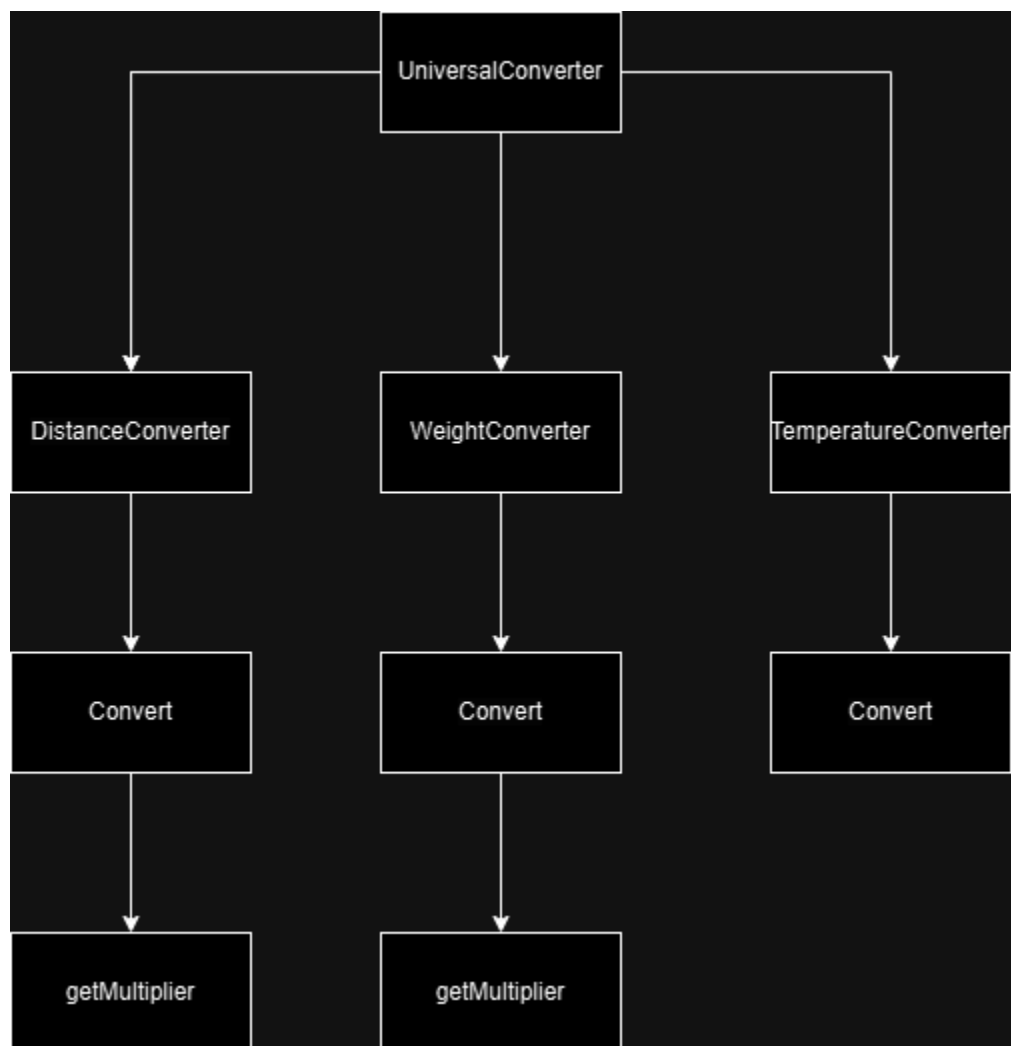 UniversalConverter
DistanceConverter
WeightConverter
TemperatureConverter
Convert
Convert
Convert
getMultiplier
getMultiplier